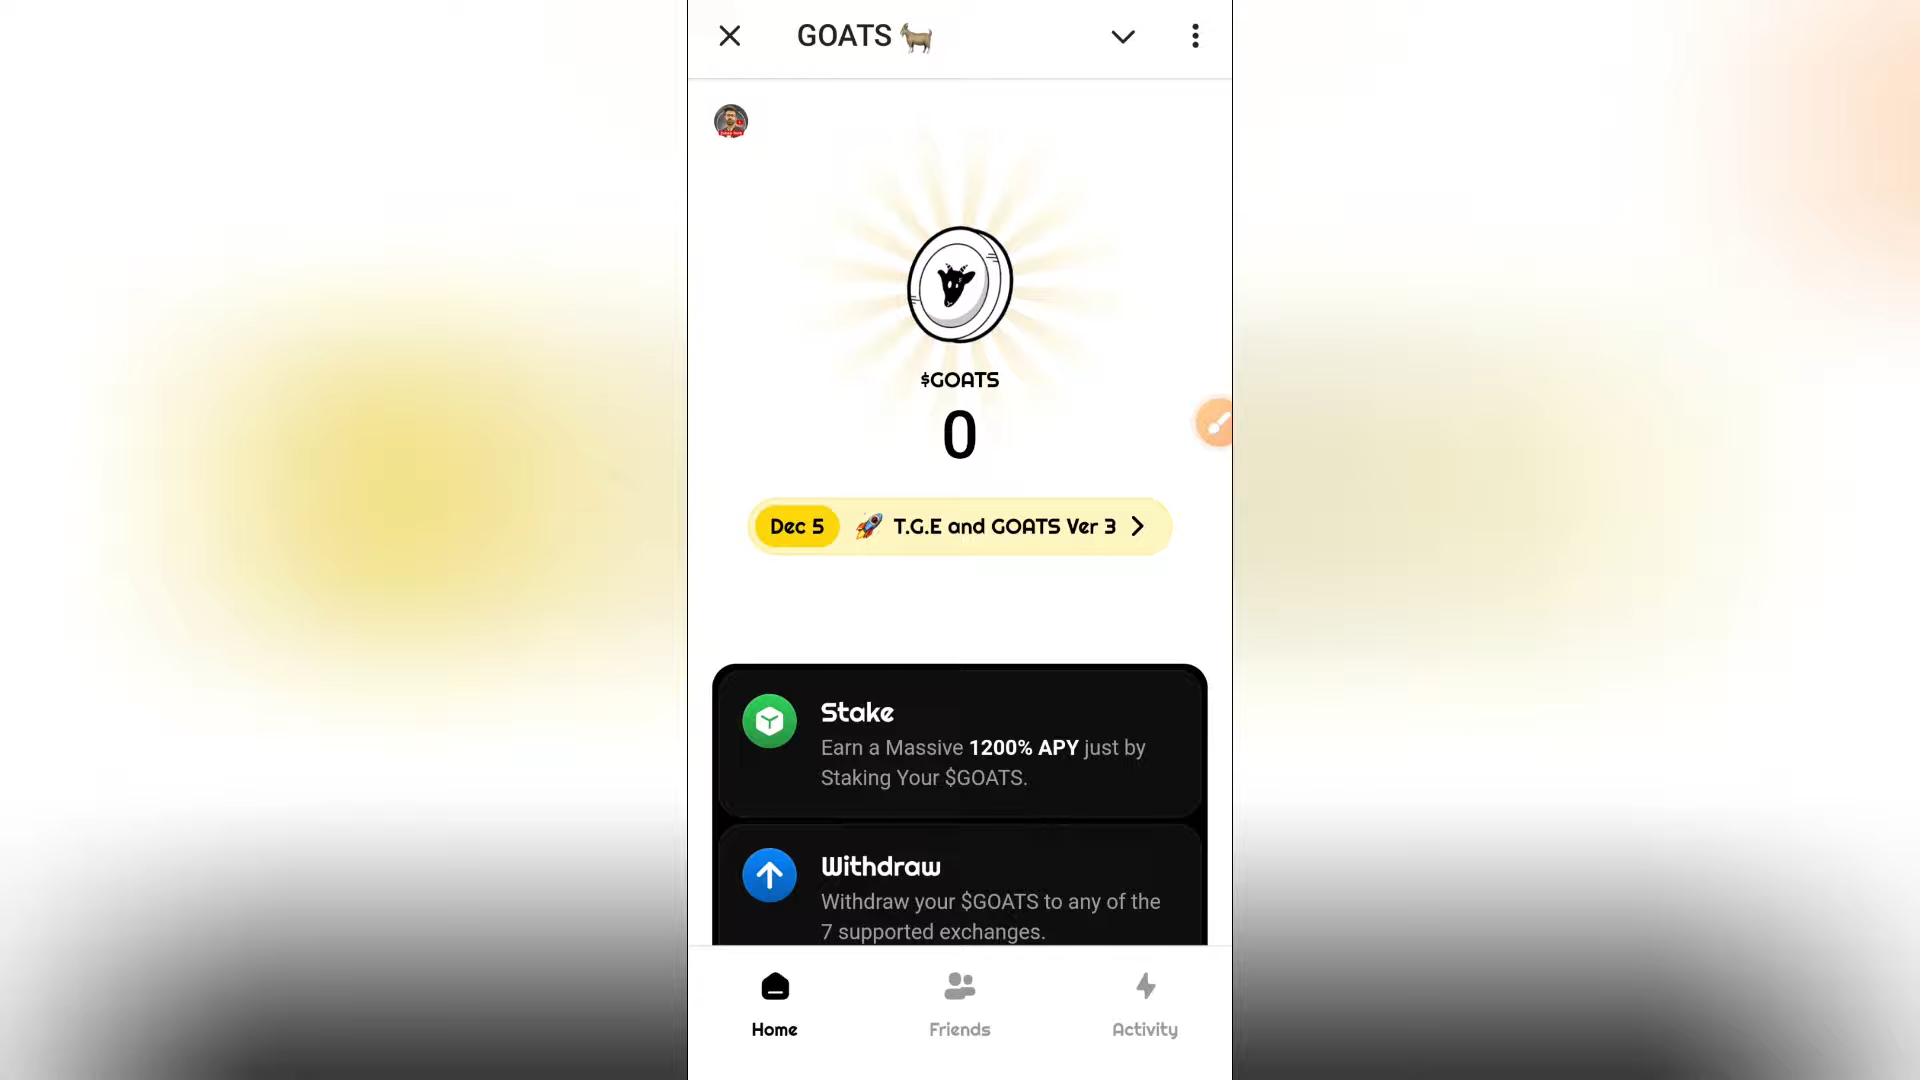 GOATS
$GOATS
0
Dec 5 T.G.E and GOATS Ver 3
Stake
Earn a Massive 1200% APY just by
Staking Your $GOATS.
Withdraw
Withdraw your $GOATS to any of the
7 supported exchanges.
Home Friends Activity